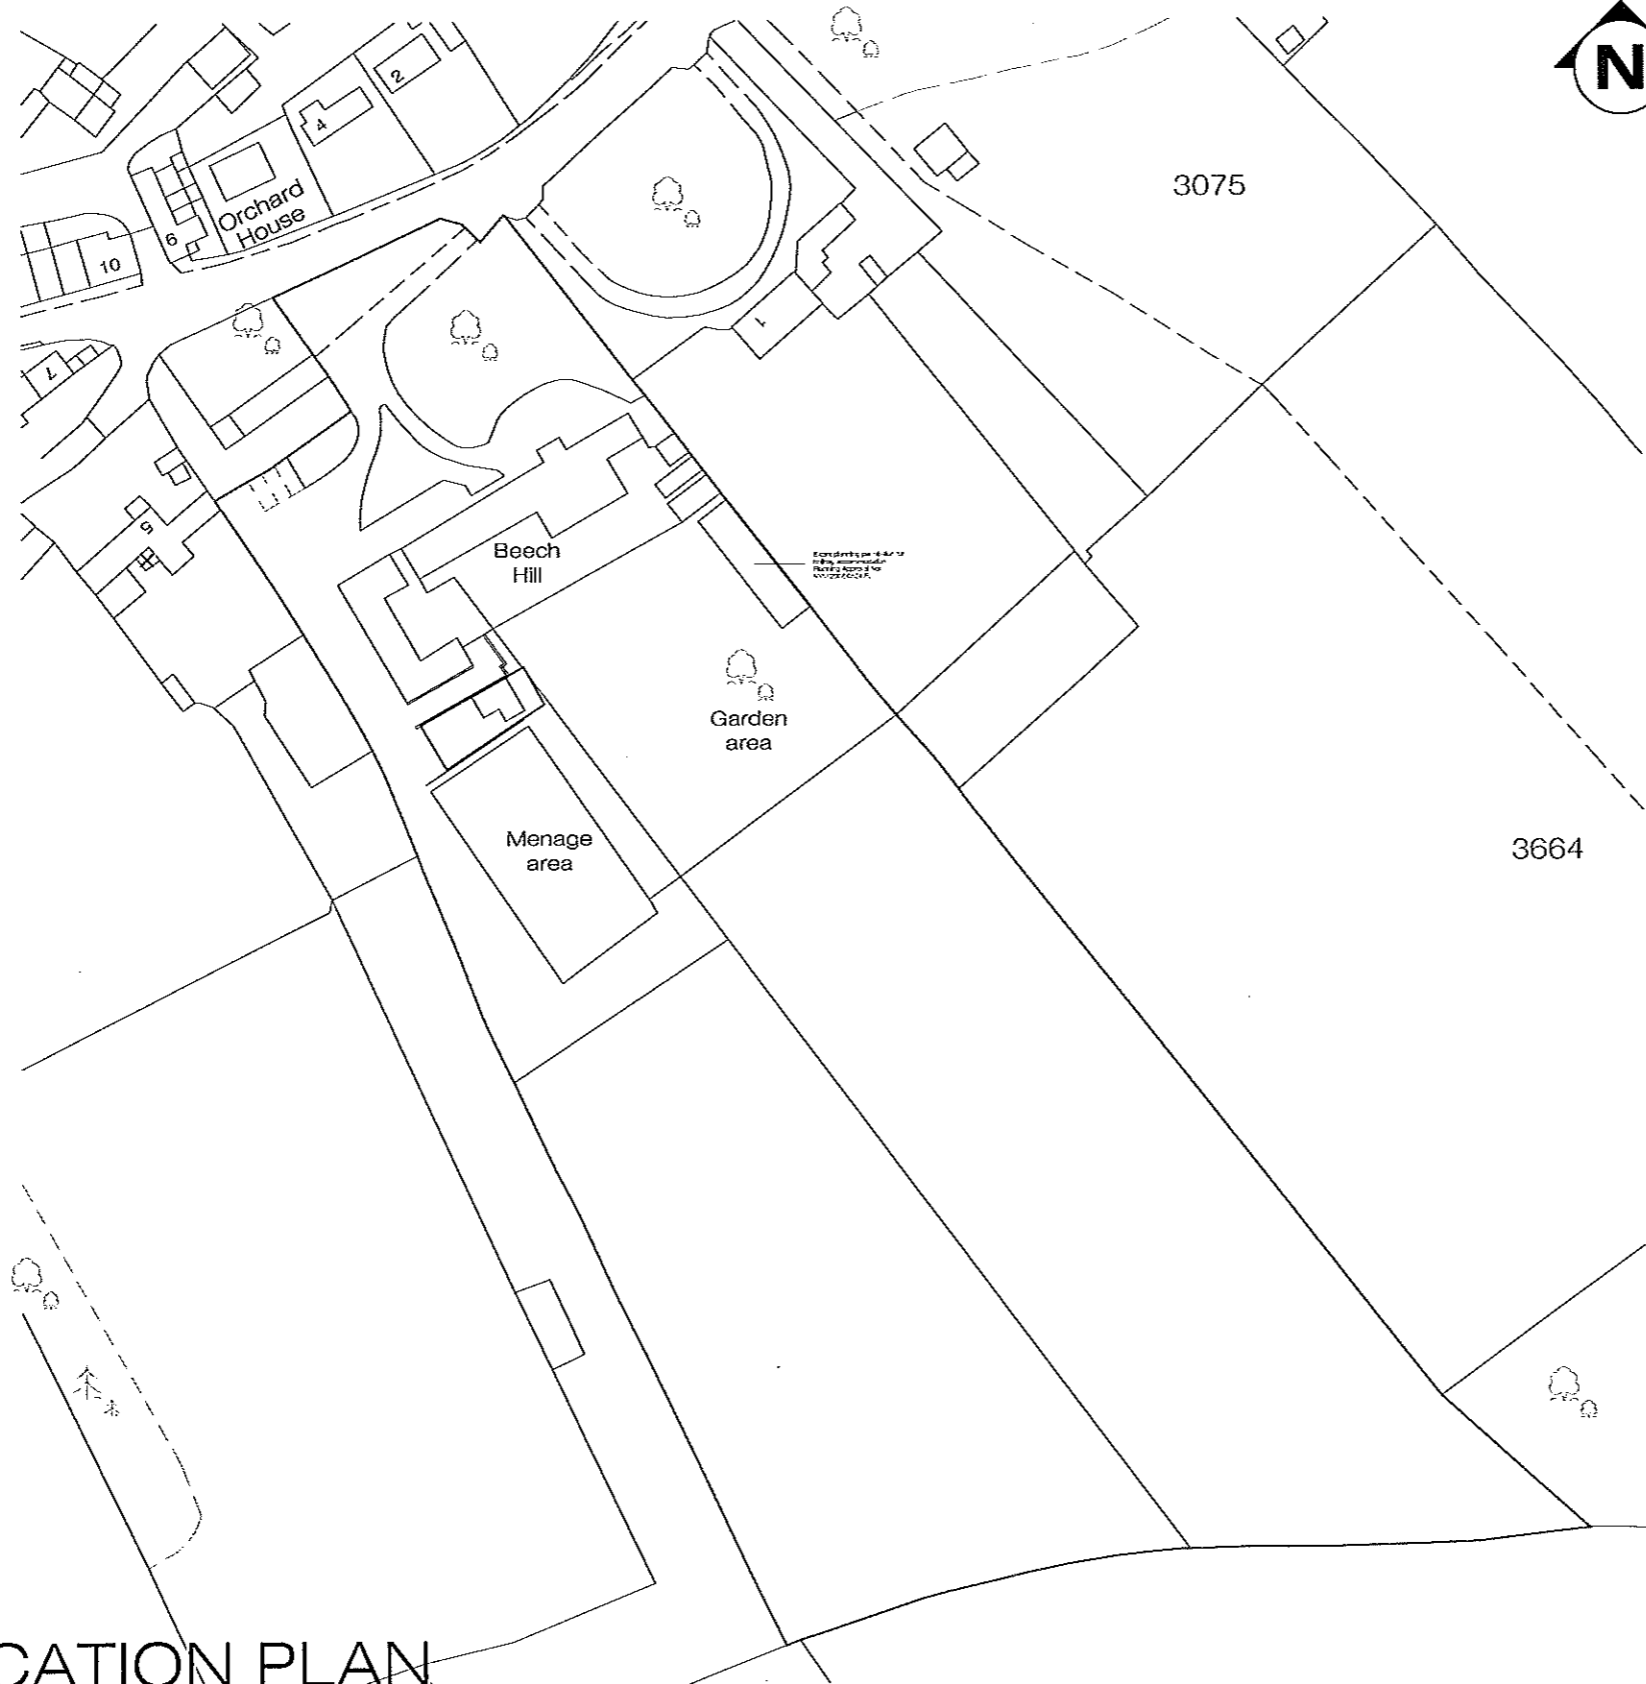 N
2
4
3075
Orchard
House
6
10
1
7
5
Beech
Hill
Garden
area
Menage
area
3664
CATION PLAN